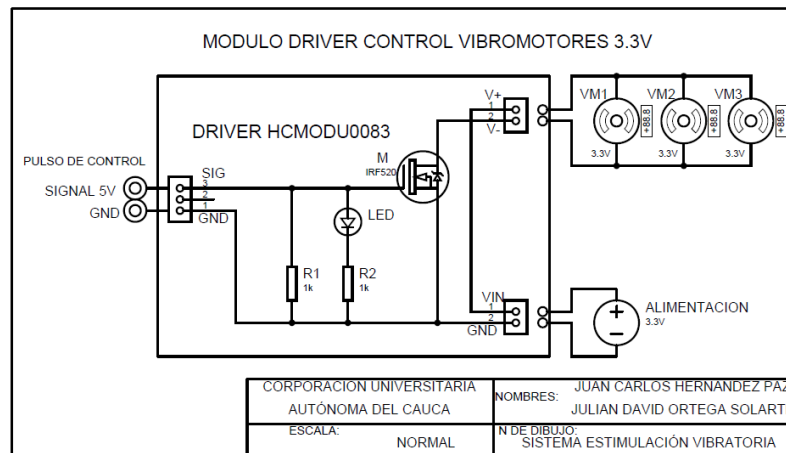 MODULO DRIVER CONTROL VIBROMOTORES 3.3V
V+
1
2
V-
VM1
VM2
VM3
+88.8
+88.8
+88.8
3.3V
3.3V
3.3V
DRIVER HCMODU0083
M
IRF520
PULSO DE CONTROL
SIGNAL 5V
GND
SIG
3
2
1
GND
LED
R1
1k
R2
1k
VIN
1
2
GND
ALIMENTACION
3.3V
CORPORACION UNIVERSITARIA
AUTÓNOMA DEL CAUCA
NOMBRES:
JUAN CARLOS HERNANDEZ PAZ
JULIAN DAVID ORTEGA SOLART
ESCALA:
NORMAL
N DE DIBUJO:
SISTEMA ESTIMULACIÓN VIBRATORIA